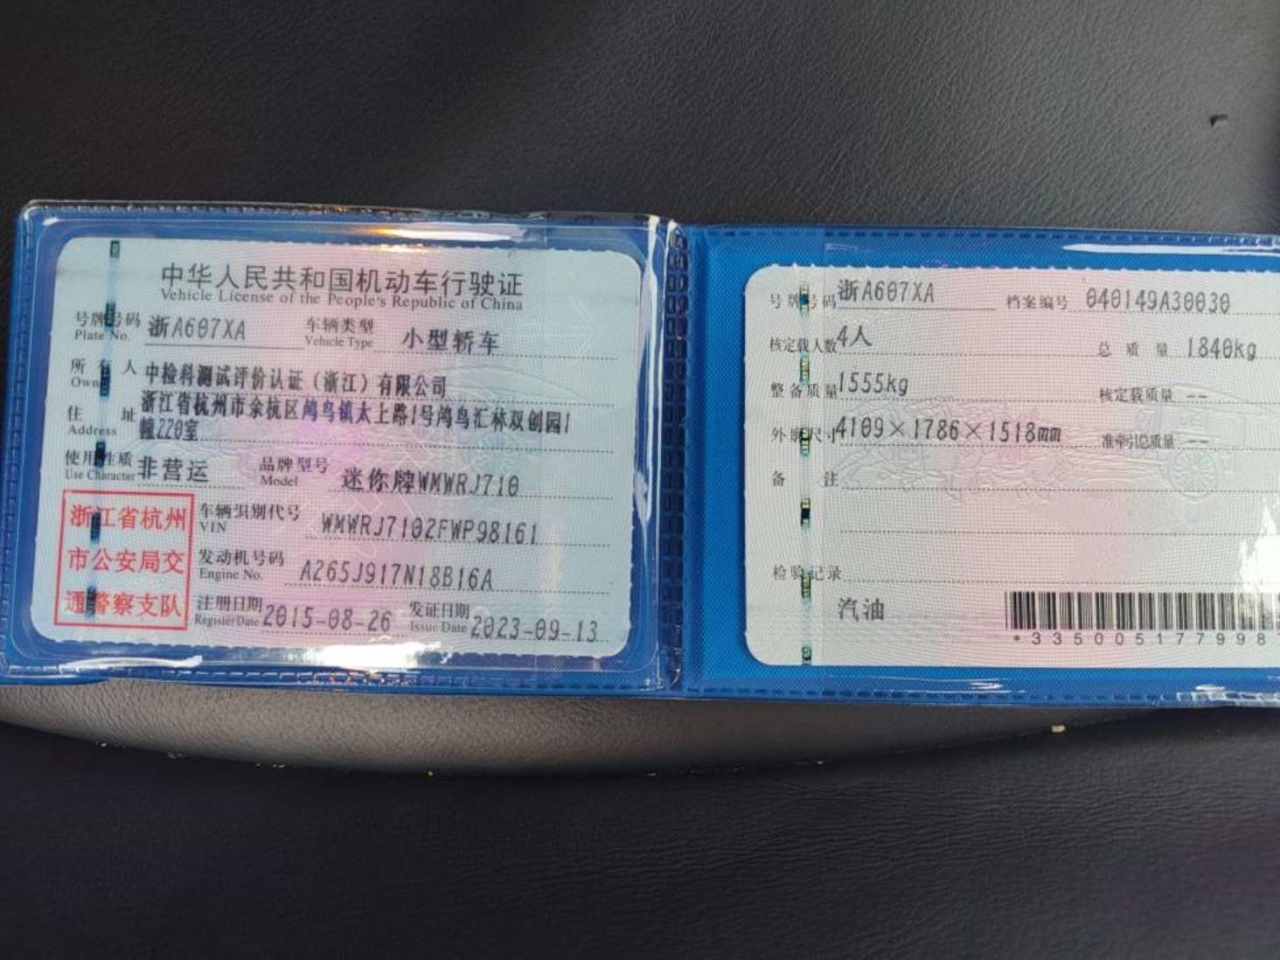 中华人民共和国机动车行驶证
Vehicle License of the People's Republic of China
号牌号码 浙A607XA 车辆类型 小型轿车
Plate No. Vehicle Type
所有人 中检科测试评价认证（浙江）有限公司
Owner
住址 浙江省杭州市余杭区鸬鸟镇太上路1号鸬鸟汇林双创园1
Address 幢220室
使用性质 非营运 品牌型号 迷你牌WMWRJ710
Use Character Model
浙江省杭州
市公安局交
通警察支队
车辆识别代号 WMWRJ7102FWP98161
VIN
发动机号码 A265J917N18B16A
Engine No.
注册日期 2015-08-26 发证日期 2023-09-13
Register Date Issue Date
号牌号码 浙A607XA 档案编号 040149A30030
核定载人数 4人 总质量 1840kg
整备质量 1555kg 核定载质量 --
外廓尺寸 4109×1786×1518mm 准牵引总质量 --
备注
检验记录
汽油
*335005177998